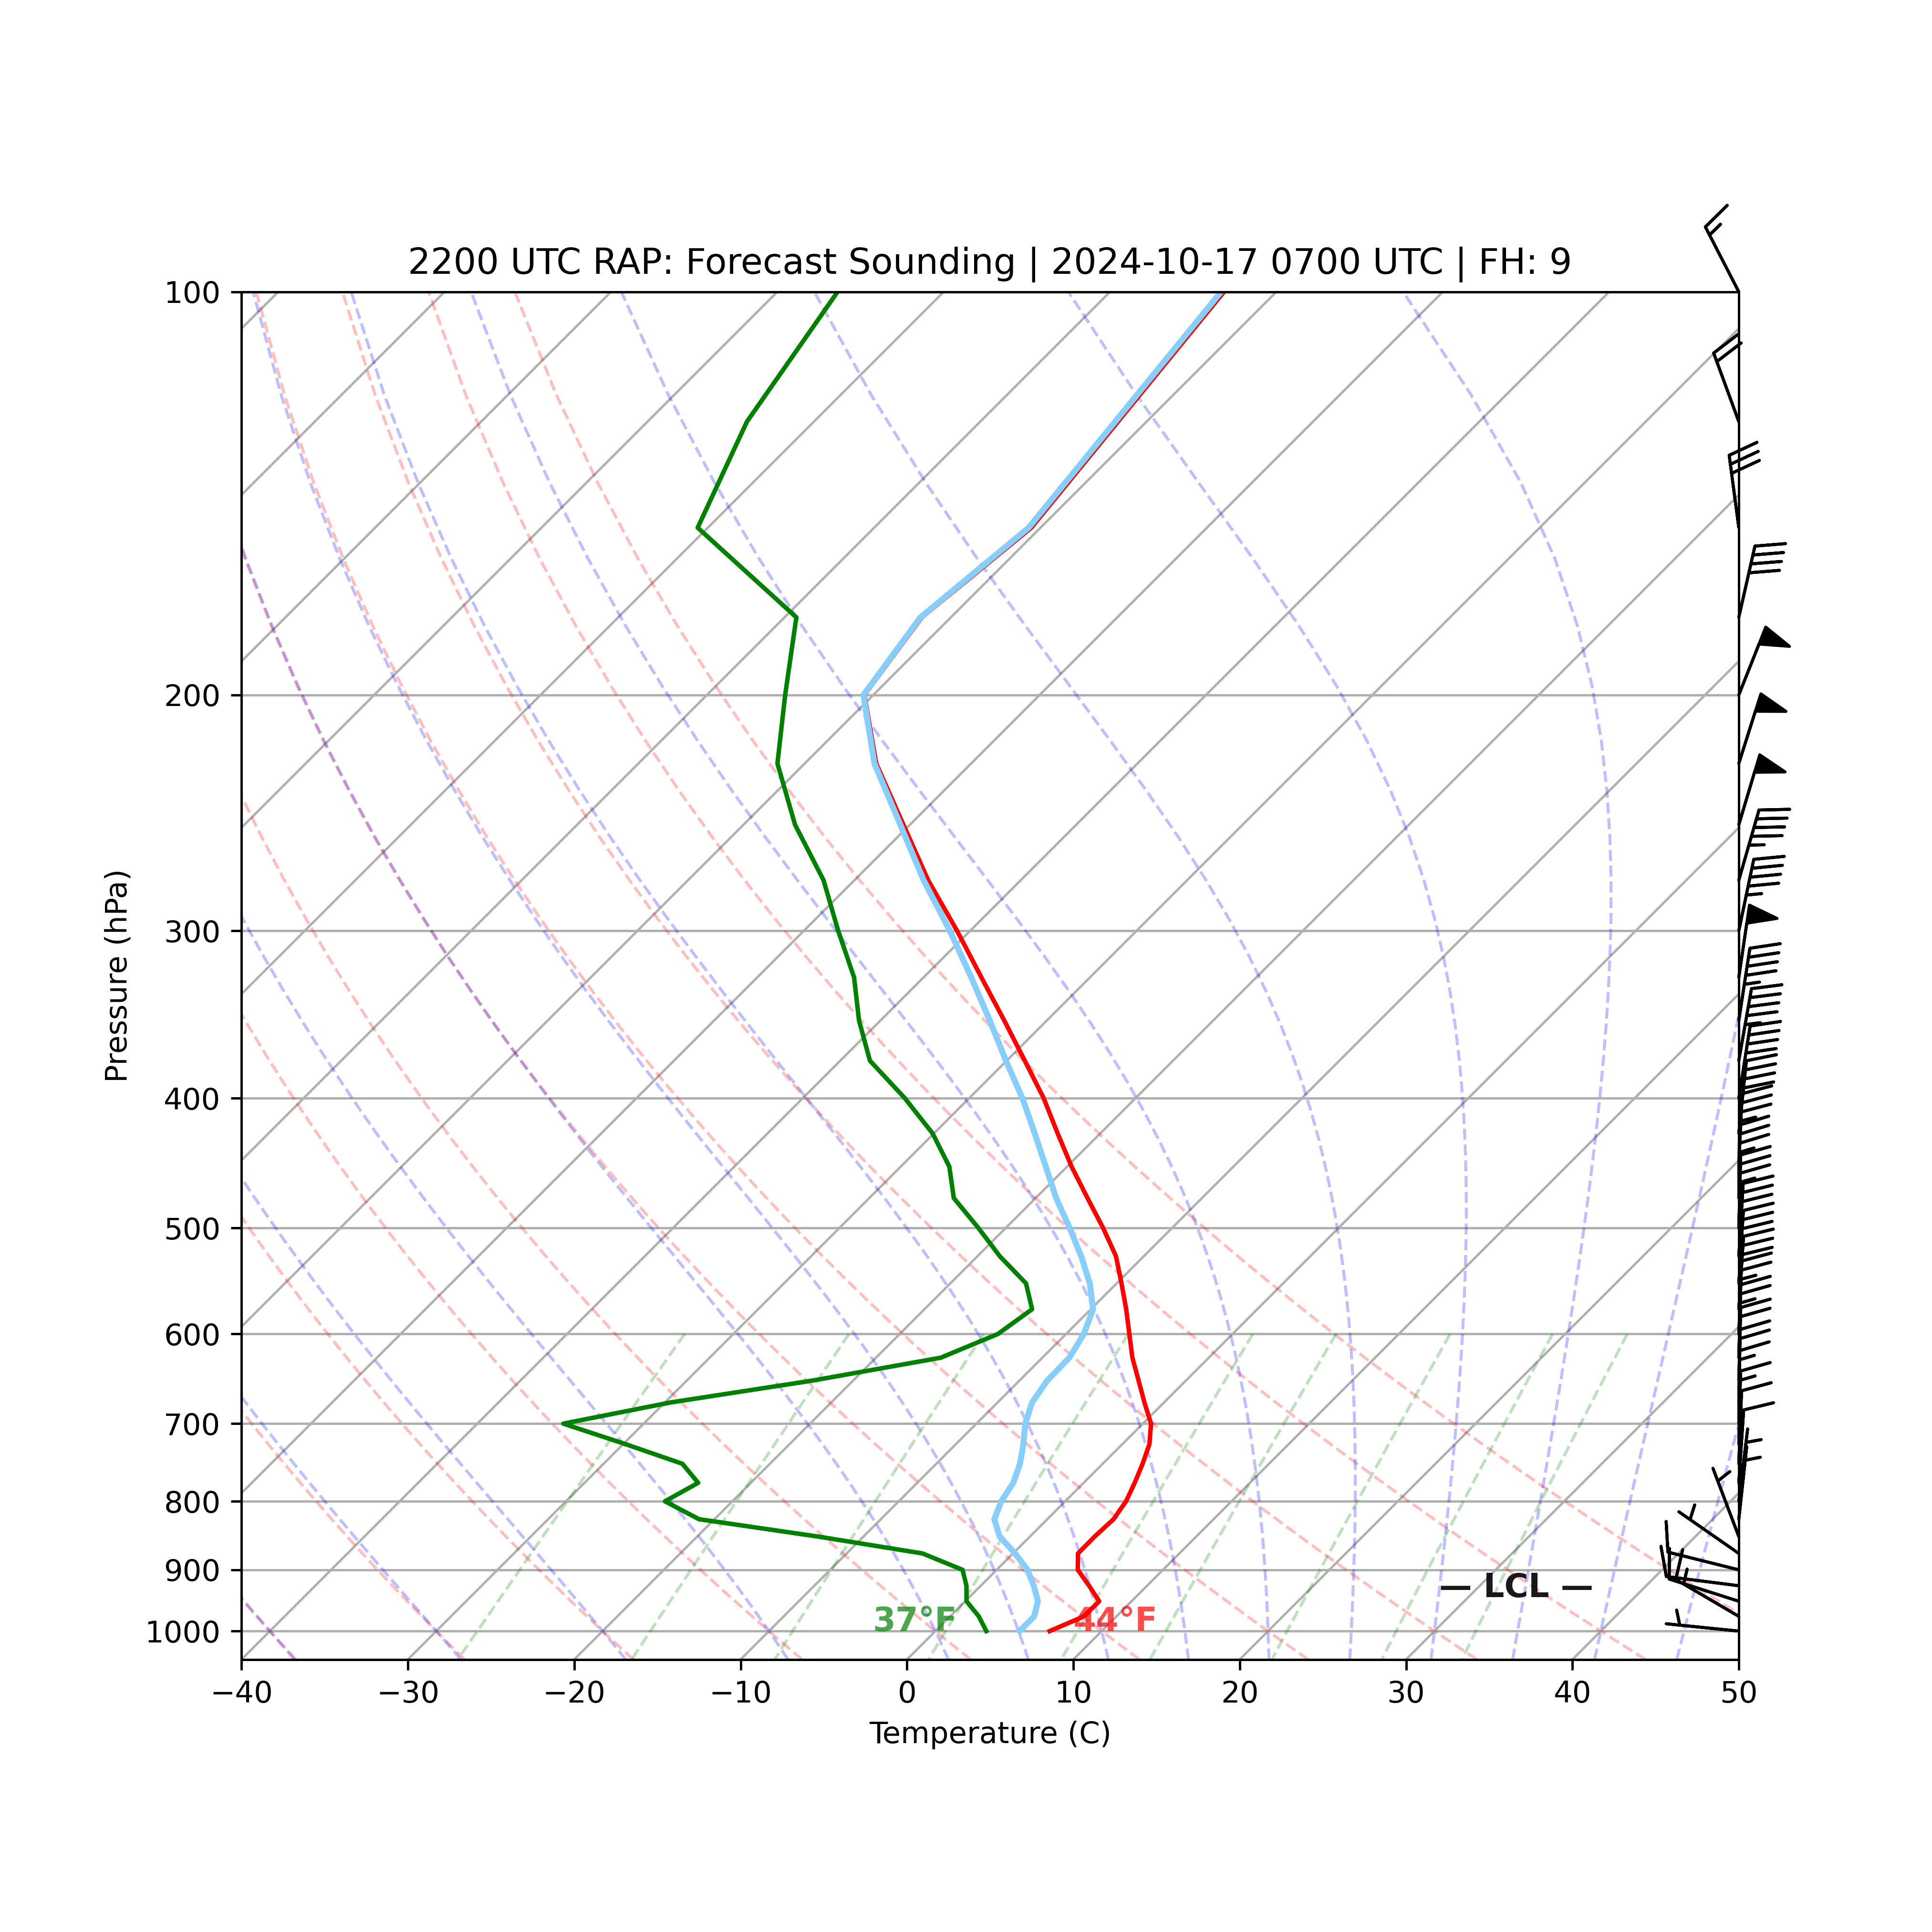 2200 UTC RAP: Forecast Sounding | 2024-10-17 0700 UTC | FH: 9
100
200
300
400
500
600
700
800
900
1000
Pressure (hPa)
— LCL —
37°F
44°F
−40 −30 −20 −10 0 10 20 30 40 50
Temperature (C)